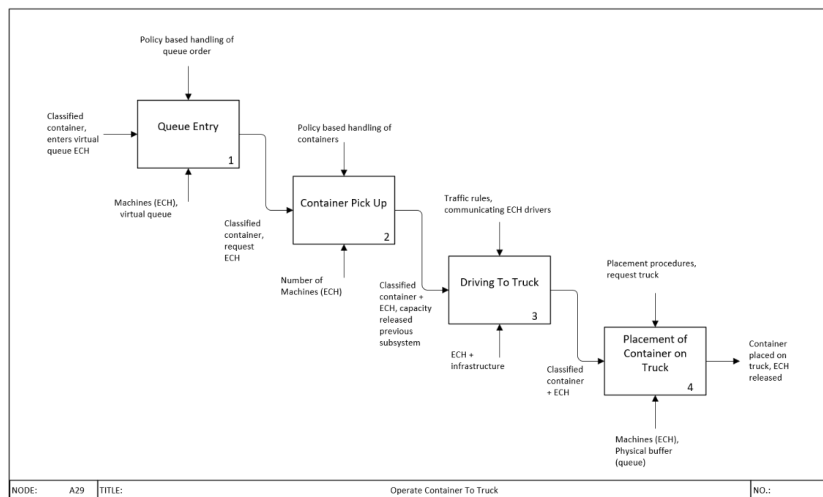 Policy based handling of
queue order
Classified
container,
enters virtual
queue ECH
Queue Entry
1
Machines (ECH),
virtual queue
Policy based handling of
containers
Classified
container,
request
ECH
Container Pick Up
2
Number of
Machines (ECH)
Traffic rules,
communicating ECH drivers
Classified
container +
ECH, capacity
released
previous
subsystem
Driving To Truck
3
ECH +
infrastructure
Placement procedures,
request truck
Classified
container
+ ECH
Placement of
Container on
Truck
4
Machines (ECH),
Physical buffer
(queue)
Container
placed on
truck, ECH
released
NODE: A29 TITLE: Operate Container To Truck NO.: